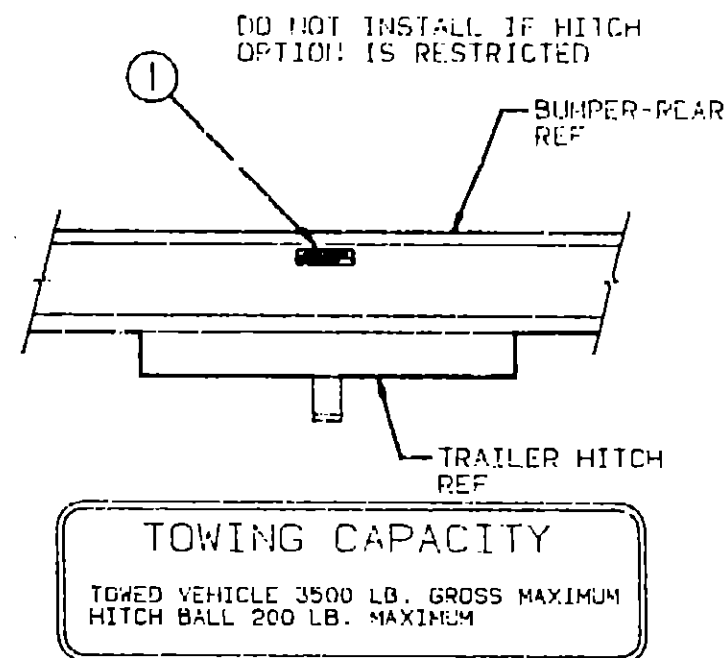 DO NOT INSTALL IF HITCH
OPTION IS RESTRICTED
1
BUMPER-REAR
REF
TRAILER HITCH
REF
TOWING CAPACITY
TOWED VEHICLE 3500 LB. GROSS MAXIMUM
HITCH BALL 200 LB. MAXIMUM